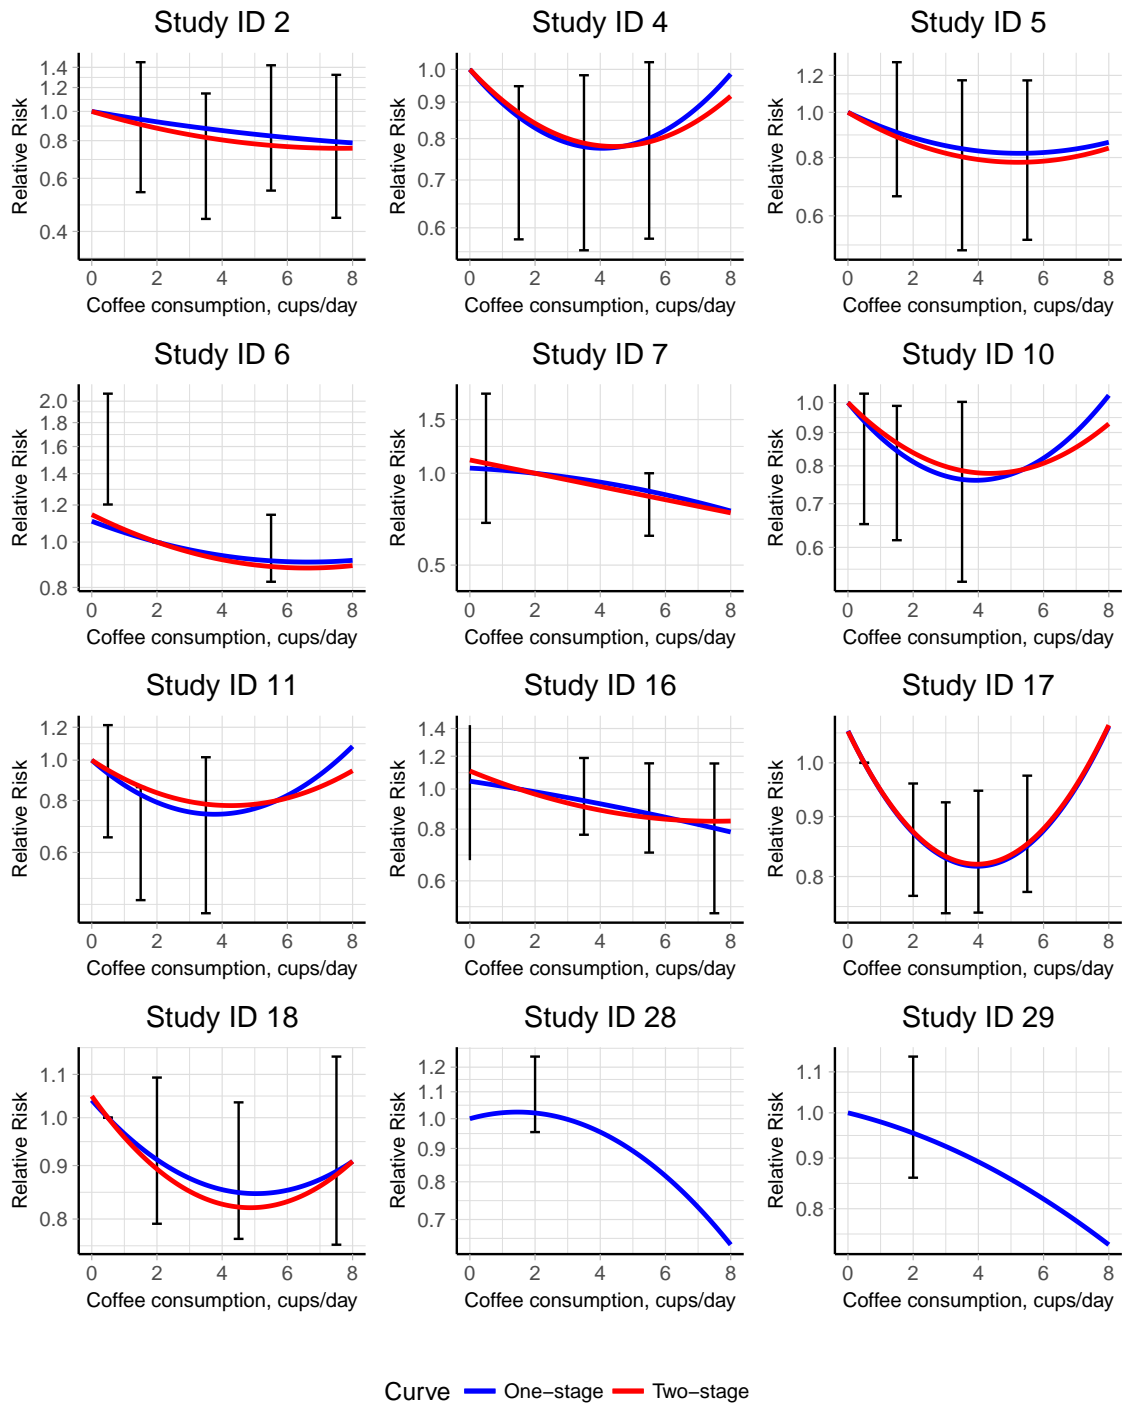 Study ID 2
Study ID 4
Study ID 5
Relative Risk
1.4
1.2
1.0
0.8
0.6
0.4
0 2 4 6 8
Coffee consumption, cups/day
Relative Risk
1.0
0.9
0.8
0.7
0.6
0 2 4 6 8
Coffee consumption, cups/day
Relative Risk
1.2
1.0
0.8
0.6
0 2 4 6 8
Coffee consumption, cups/day
Study ID 6
Study ID 7
Study ID 10
Relative Risk
2.0
1.8
1.6
1.4
1.2
1.0
0.8
0 2 4 6 8
Coffee consumption, cups/day
Relative Risk
1.5
1.0
0.5
0 2 4 6 8
Coffee consumption, cups/day
Relative Risk
1.0
0.9
0.8
0.7
0.6
0 2 4 6 8
Coffee consumption, cups/day
Study ID 11
Study ID 16
Study ID 17
Relative Risk
1.2
1.0
0.8
0.6
0 2 4 6 8
Coffee consumption, cups/day
Relative Risk
1.4
1.2
1.0
0.8
0.6
0 2 4 6 8
Coffee consumption, cups/day
Relative Risk
1.0
0.9
0.8
0 2 4 6 8
Coffee consumption, cups/day
Study ID 18
Study ID 28
Study ID 29
Relative Risk
1.1
1.0
0.9
0.8
0 2 4 6 8
Coffee consumption, cups/day
Relative Risk
1.2
1.1
1.0
0.9
0.8
0.7
0 2 4 6 8
Coffee consumption, cups/day
Relative Risk
1.1
1.0
0.9
0.8
0 2 4 6 8
Coffee consumption, cups/day
Curve One−stage Two−stage